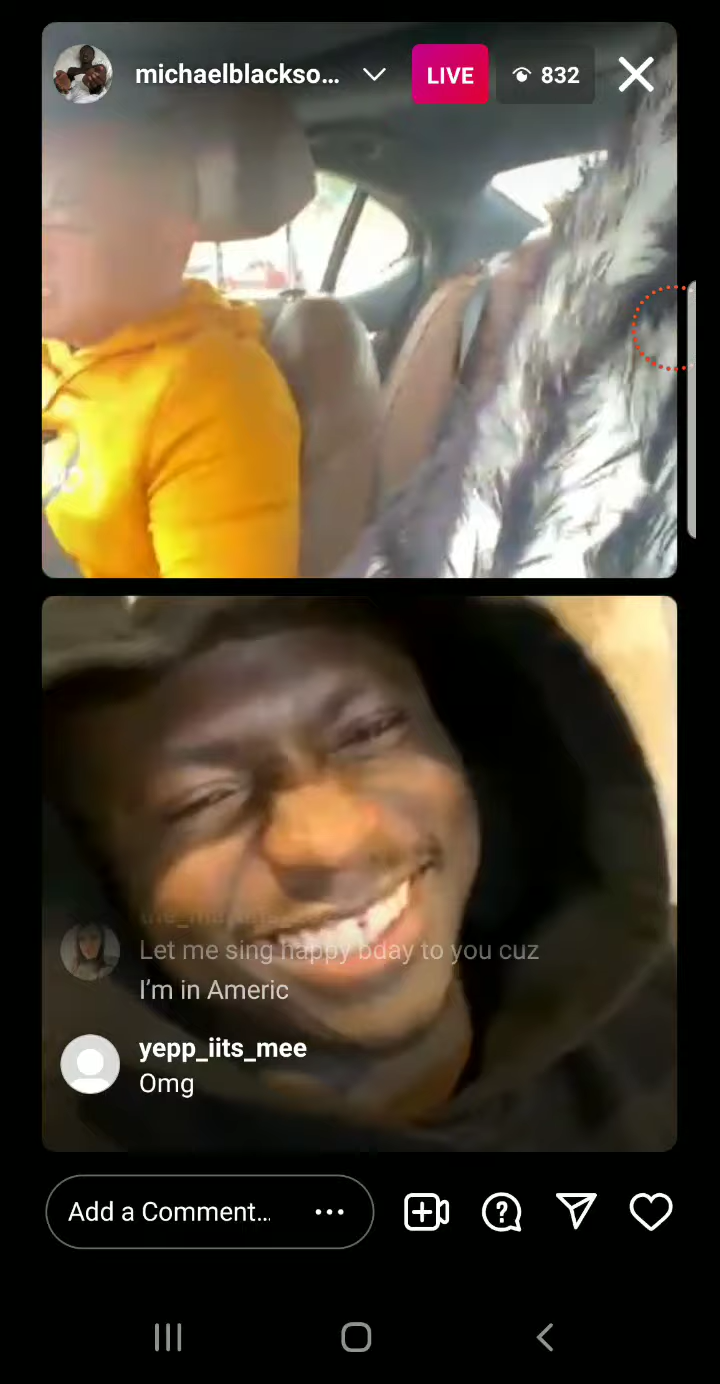 michaelblackso...
LIVE
832
Let me sing happy bday to you cuz
I'm in Americ
yepp_iits_mee
Omg
Add a Comment...